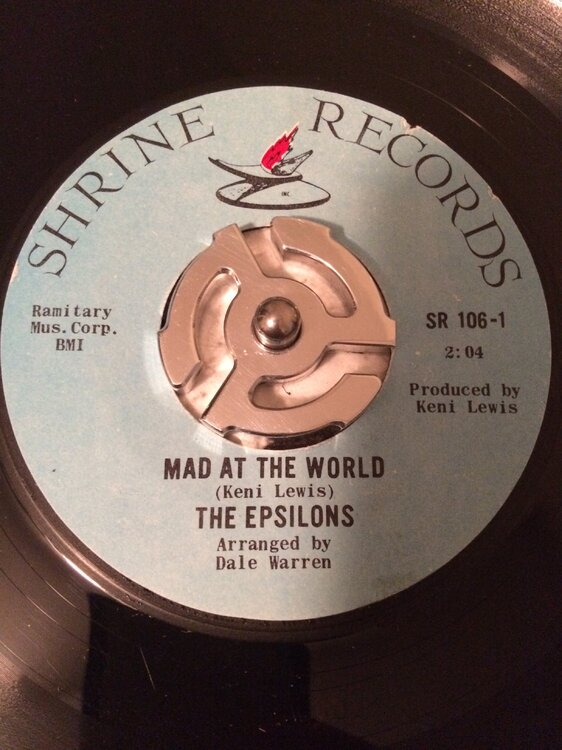 SHRINE RECORDS
INC.
Ramitary
Mus. Corp.
BMI
SR 106-1
2:04
Produced by
Keni Lewis
MAD AT THE WORLD
(Keni Lewis)
THE EPSILONS
Arranged by
Dale Warren